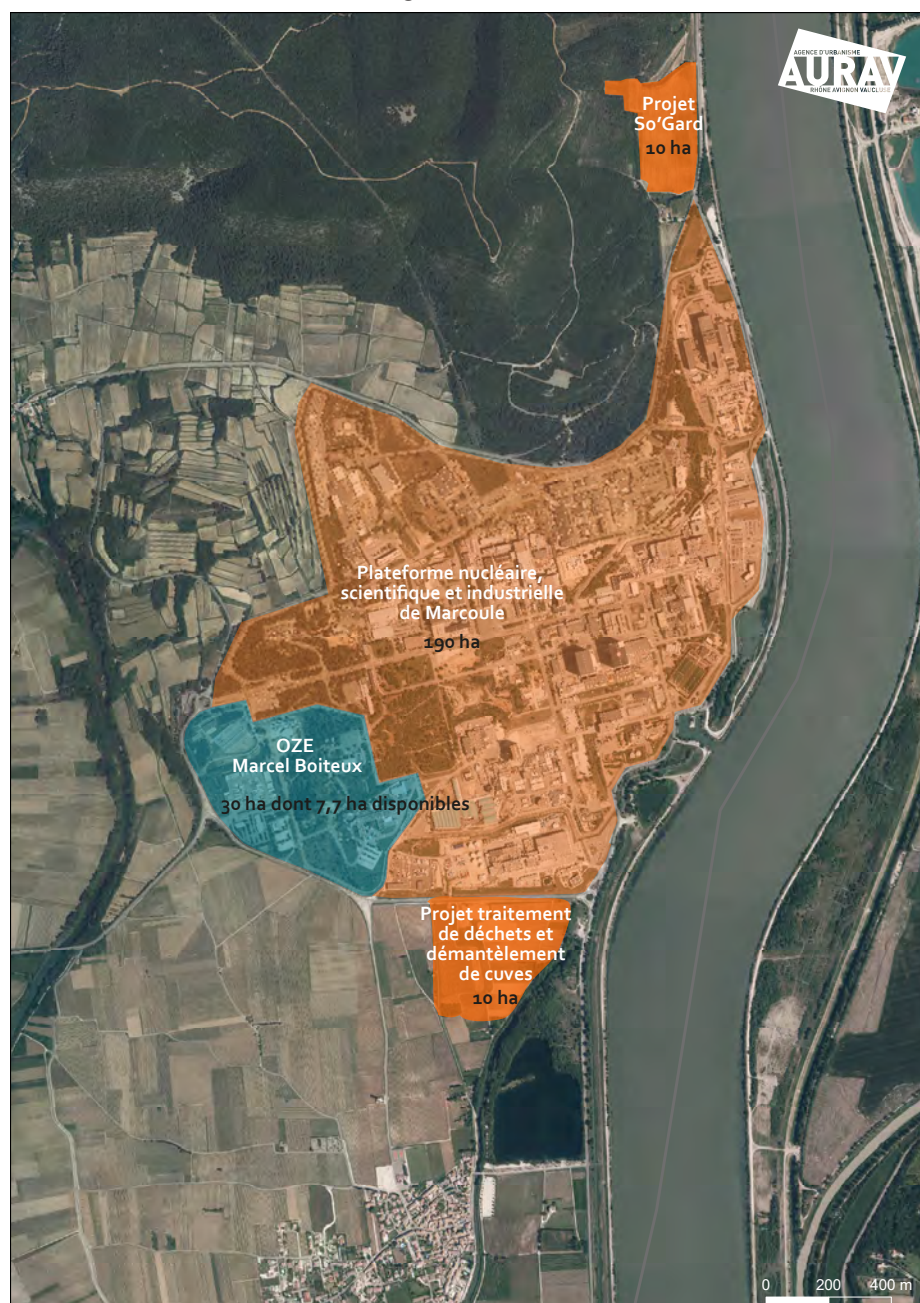 AGENCE D'URBANISME
AURAV
RHÔNE AVIGNON VAUCLUSE
Projet
So'Gard
10 ha
Plateforme nucléaire,
scientifique et industrielle
de Marcoule
190 ha
OZE
Marcel Boiteux
30 ha dont 7,7 ha disponibles
Projet traitement
de déchets et
démantèlement
de cuves
10 ha
0 200 400 m